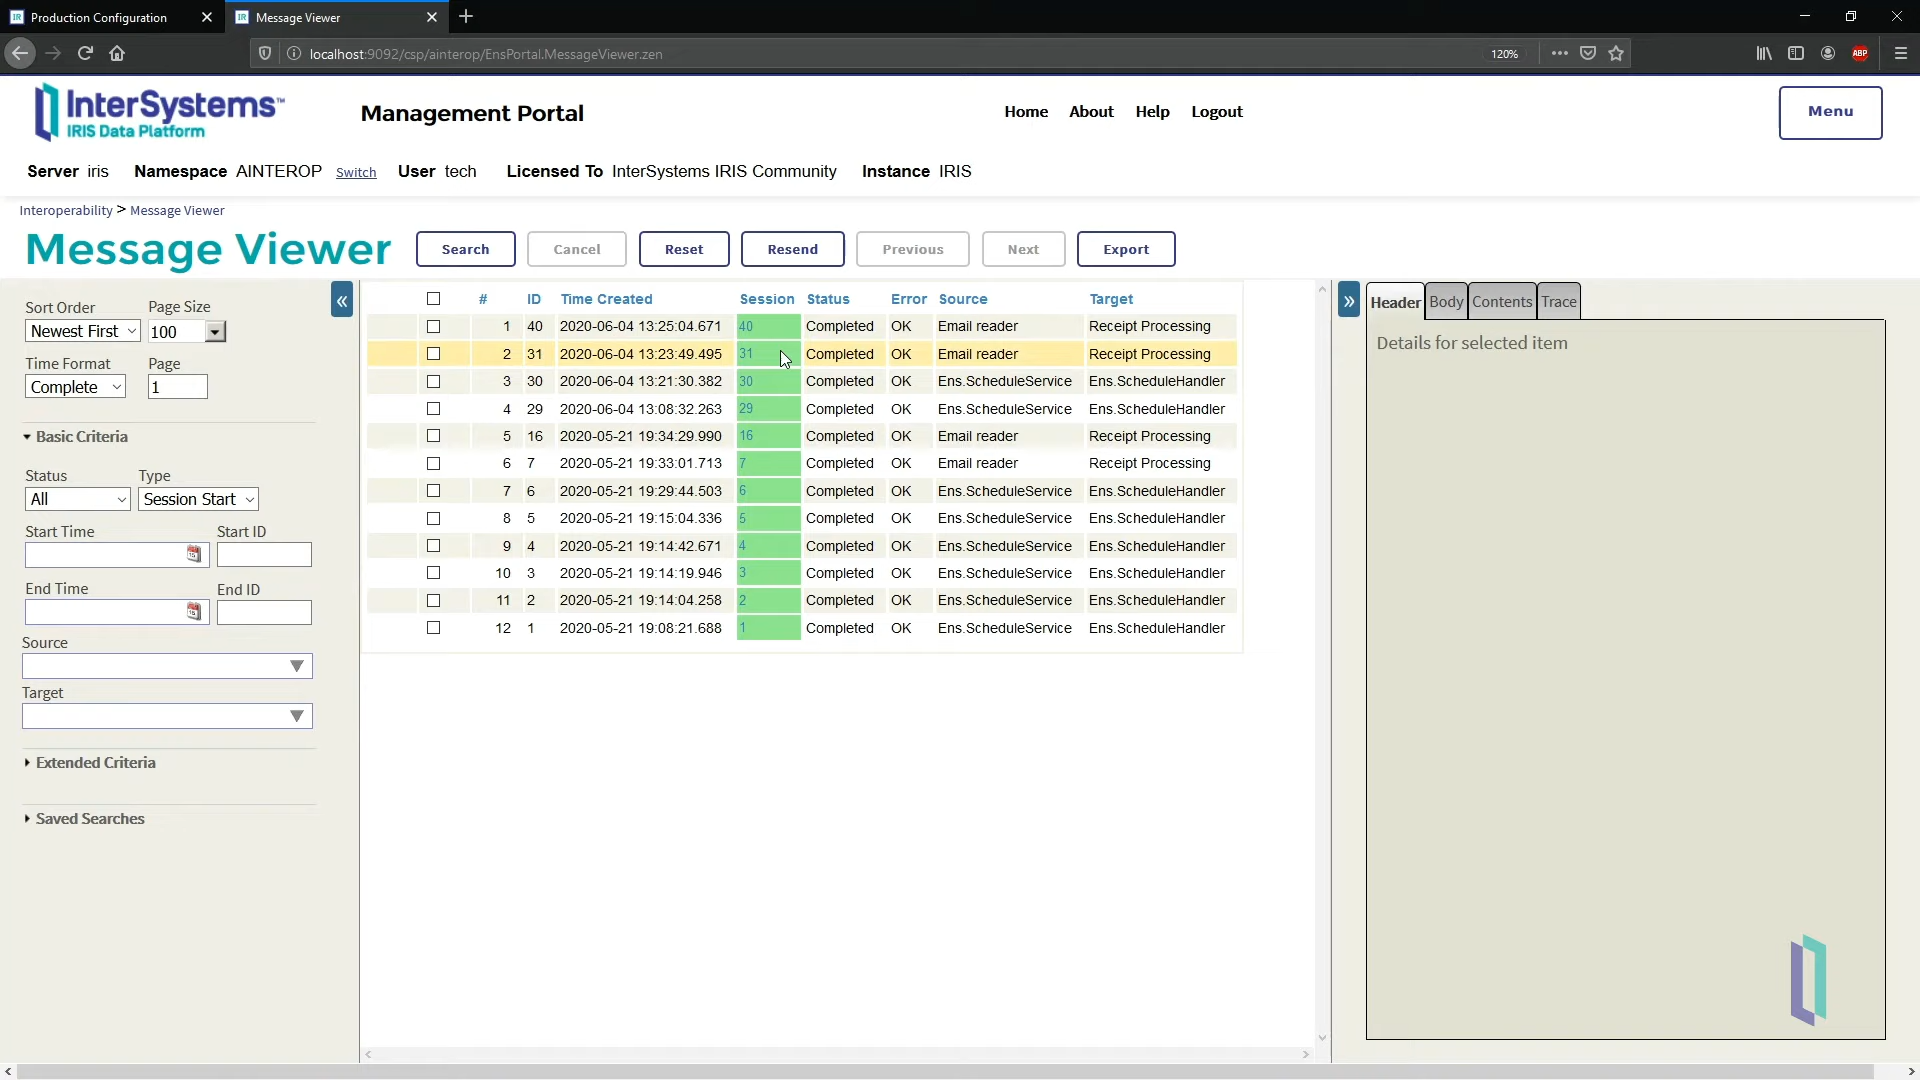 Production Configuration
Message Viewer
localhost:9092/csp/ainterop/EnsPortal.MessageViewer.zen
120%
ABP
InterSystems™
IRIS Data Platform
Management Portal
Home About Help Logout
Menu
Server iris Namespace AINTEROP Switch User tech Licensed To InterSystems IRIS Community Instance IRIS
Interoperability > Message Viewer
Message Viewer
Search Cancel Reset Resend Previous Next Export
Sort Order Page Size
Newest First 100
Time Format Page
Complete 1
Basic Criteria
Status Type
All Session Start
Start Time Start ID
End Time End ID
Source
Target
Extended Criteria
Saved Searches
# ID Time Created Session Status Error Source Target
1 40 2020-06-04 13:25:04.671 40 Completed OK Email reader Receipt Processing
2 31 2020-06-04 13:23:49.495 31 Completed OK Email reader Receipt Processing
3 30 2020-06-04 13:21:30.382 30 Completed OK Ens.ScheduleService Ens.ScheduleHandler
4 29 2020-06-04 13:08:32.263 29 Completed OK Ens.ScheduleService Ens.ScheduleHandler
5 16 2020-05-21 19:34:29.990 16 Completed OK Email reader Receipt Processing
6 7 2020-05-21 19:33:01.713 7 Completed OK Email reader Receipt Processing
7 6 2020-05-21 19:29:44.503 6 Completed OK Ens.ScheduleService Ens.ScheduleHandler
8 5 2020-05-21 19:15:04.336 5 Completed OK Ens.ScheduleService Ens.ScheduleHandler
9 4 2020-05-21 19:14:42.671 4 Completed OK Ens.ScheduleService Ens.ScheduleHandler
10 3 2020-05-21 19:14:19.946 3 Completed OK Ens.ScheduleService Ens.ScheduleHandler
11 2 2020-05-21 19:14:04.258 2 Completed OK Ens.ScheduleService Ens.ScheduleHandler
12 1 2020-05-21 19:08:21.688 1 Completed OK Ens.ScheduleService Ens.ScheduleHandler
Header Body Contents Trace
Details for selected item